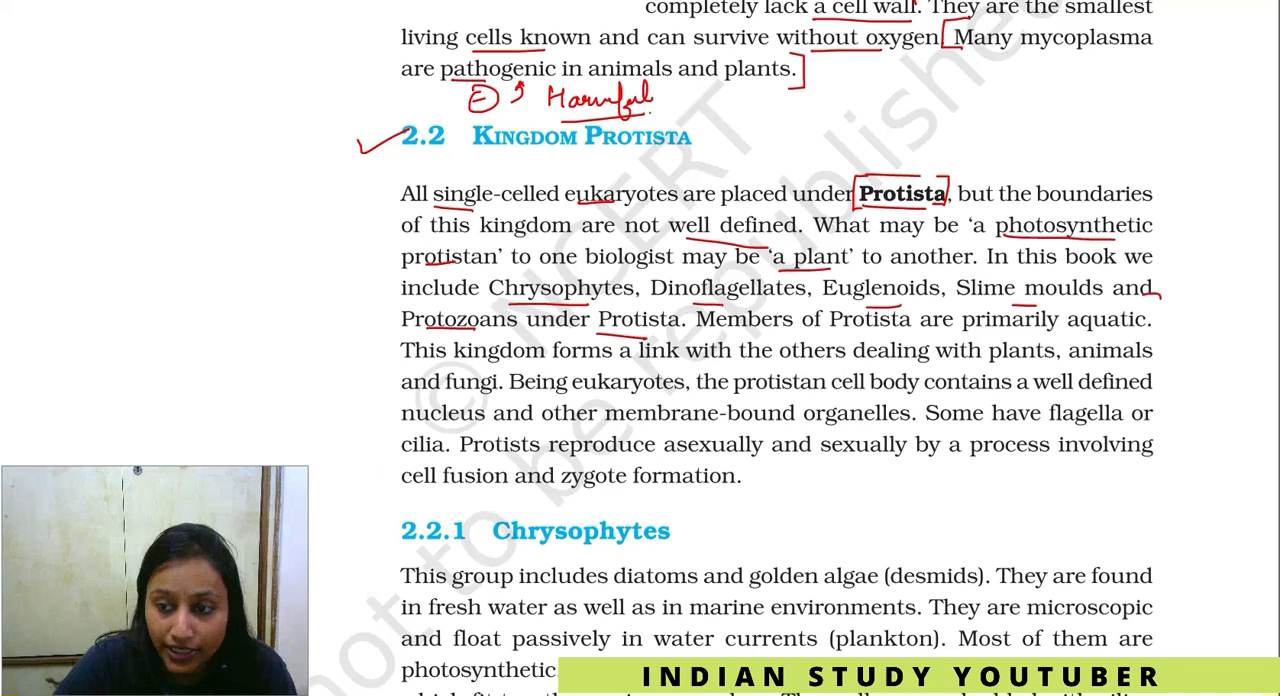 completely lack a cell wall. They are the smallest
living cells known and can survive without oxygen. Many mycoplasma
are pathogenic in animals and plants.
Harmful
2.2 KINGDOM PROTISTA
All single-celled eukaryotes are placed under Protista, but the boundaries
of this kingdom are not well defined. What may be ‘a photosynthetic
protistan’ to one biologist may be ‘a plant’ to another. In this book we
include Chrysophytes, Dinoflagellates, Euglenoids, Slime moulds and
Protozoans under Protista. Members of Protista are primarily aquatic.
This kingdom forms a link with the others dealing with plants, animals
and fungi. Being eukaryotes, the protistan cell body contains a well defined
nucleus and other membrane-bound organelles. Some have flagella or
cilia. Protists reproduce asexually and sexually by a process involving
cell fusion and zygote formation.
2.2.1 Chrysophytes
This group includes diatoms and golden algae (desmids). They are found
in fresh water as well as in marine environments. They are microscopic
and float passively in water currents (plankton). Most of them are
photosynthetic.
INDIAN STUDY YOUTUBER
© NCERT
not to be republished